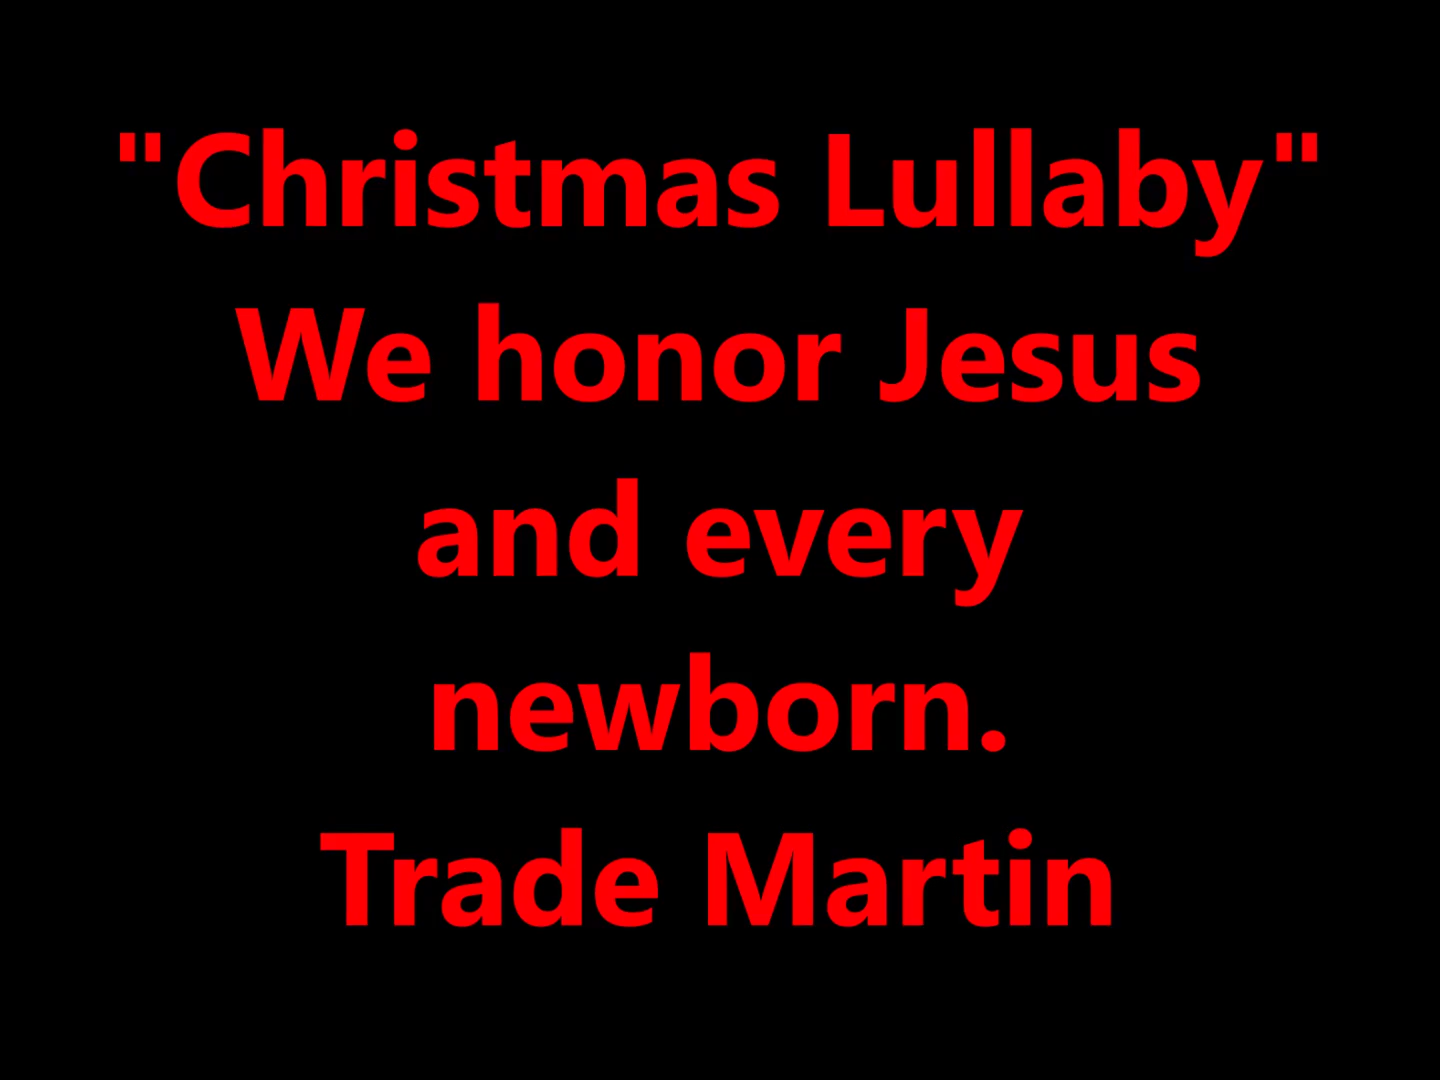 "Christmas Lullaby"
We honor Jesus
and every
newborn.
Trade Martin